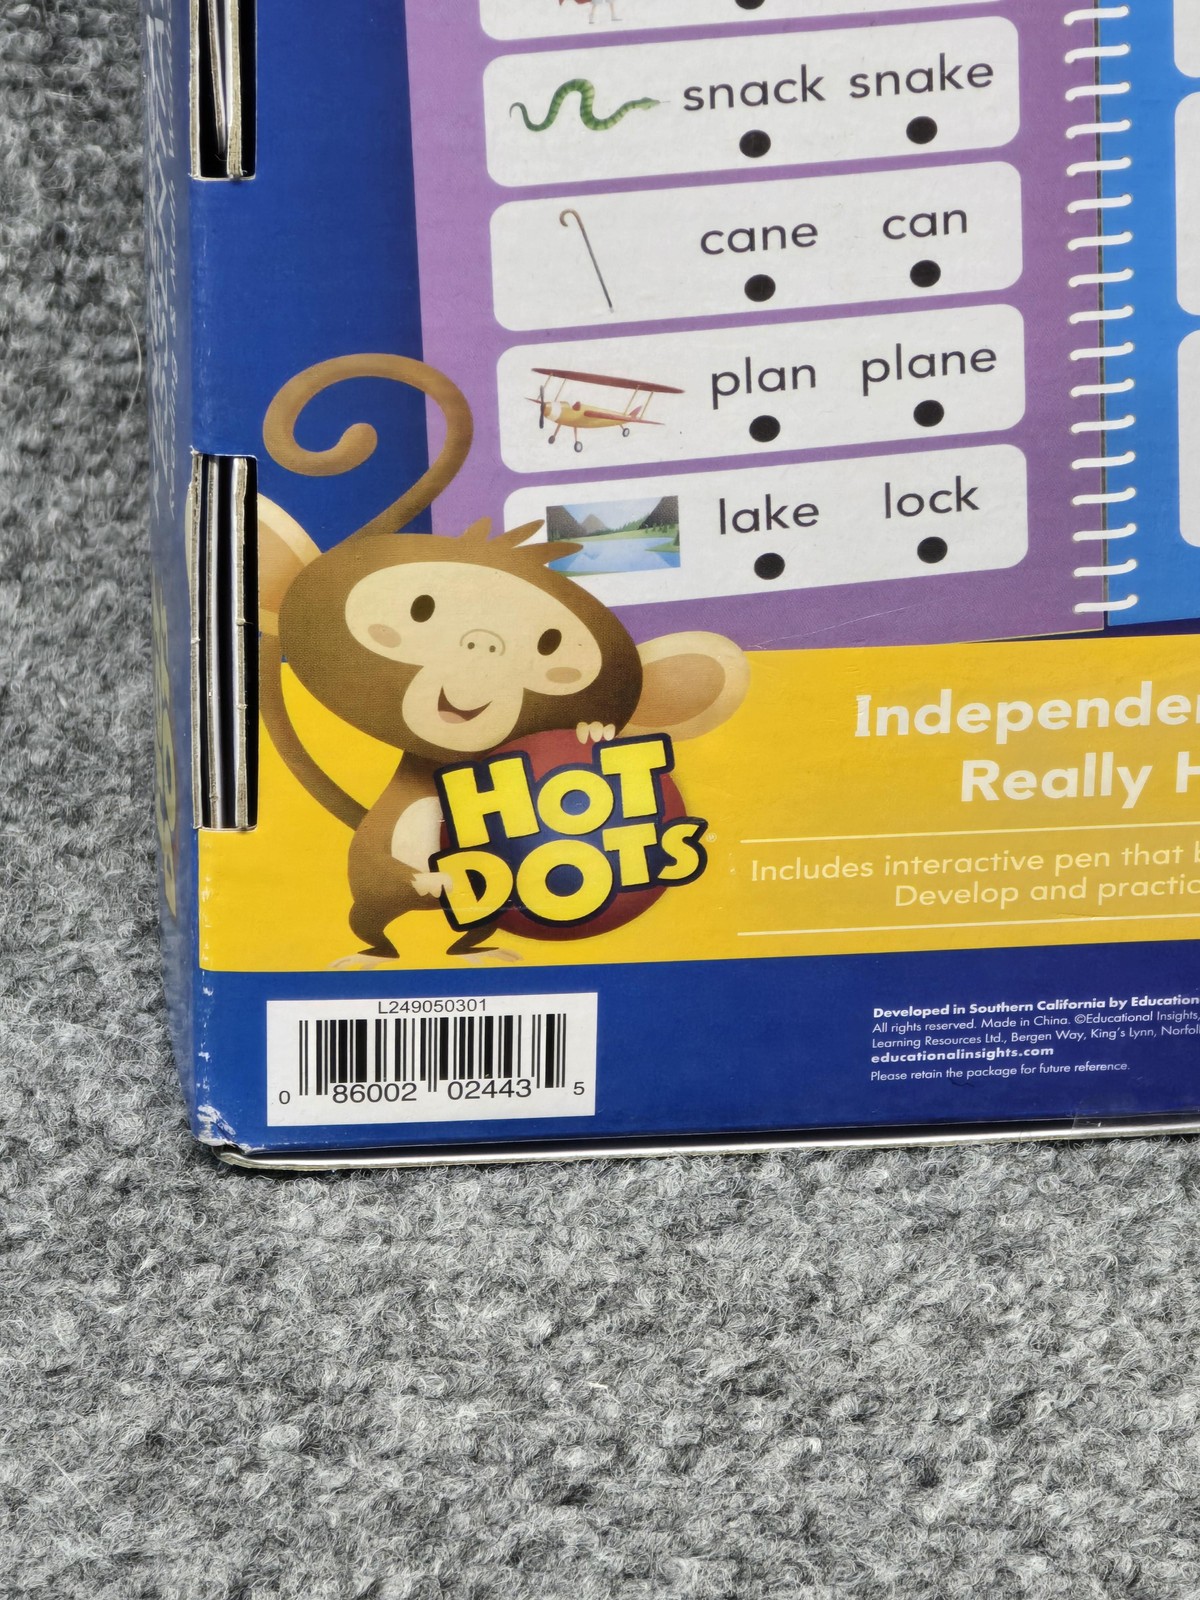 snack snake
cane can
plan plane
lake lock
HOT
DOTS
Independe
Really H
Includes interactive pen that b
Develop and practic
L249050301
0 86002 02443 5
Developed in Southern California by Education
All rights reserved. Made in China. ©Educational Insights,
Learning Resources Ltd., Bergen Way, King's Lynn, Norfol
educationalinsights.com
Please retain the package for future reference.